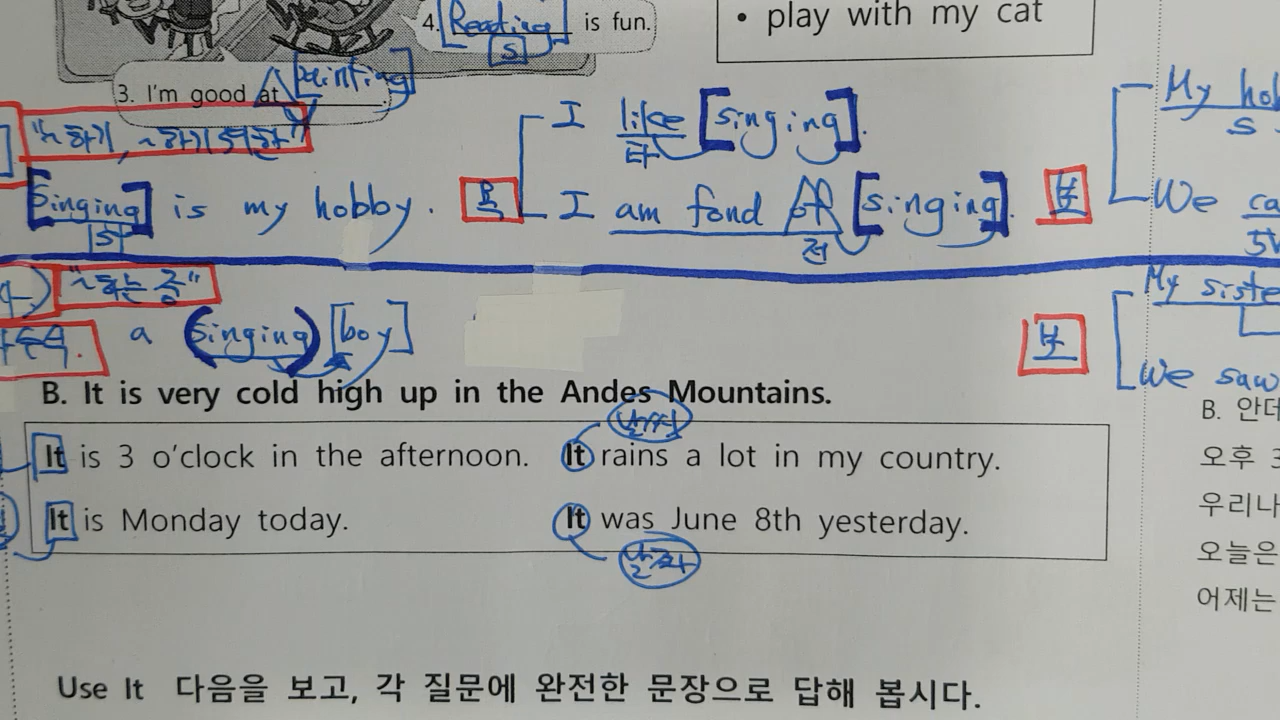 4. Reading is fun.
S
• play with my cat
painting
3. I'm good at
"~하기, ~하기 위한"
I like [singing].
타
My hob
S
[Singing] is my hobby.
S
목
I am fond of [singing].
전
보
We ca
"~하는 중"
a (singing) [boy]
보
My siste
We saw
B. It is very cold high up in the Andes Mountains.
B. 안데
날씨
It is 3 o'clock in the afternoon. It rains a lot in my country.
오후 3
우리나
It is Monday today. It was June 8th yesterday.
날짜
오늘은
어제는
Use It 다음을 보고, 각 질문에 완전한 문장으로 답해 봅시다.